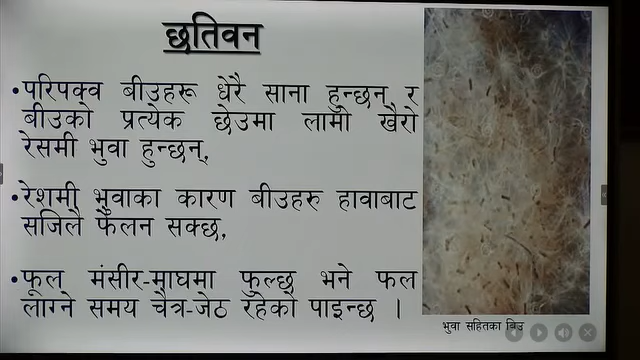 छतिवन
•परिपक्व बीउहरू धेरै साना हुन्छन् र
बीउको प्रत्येक छेउमा लामो खैरो
रेसमी भुवा हुन्छन्,
•रेशमी भुवाका कारण बीउहरु हावाबाट
सजिलै फैलन सक्छ,
•फूल मंसीर-माघमा फुल्छ भने फल
लाग्ने समय चैत्र-जेठ रहेको पाइन्छ ।
भुवा सहितका बिउ